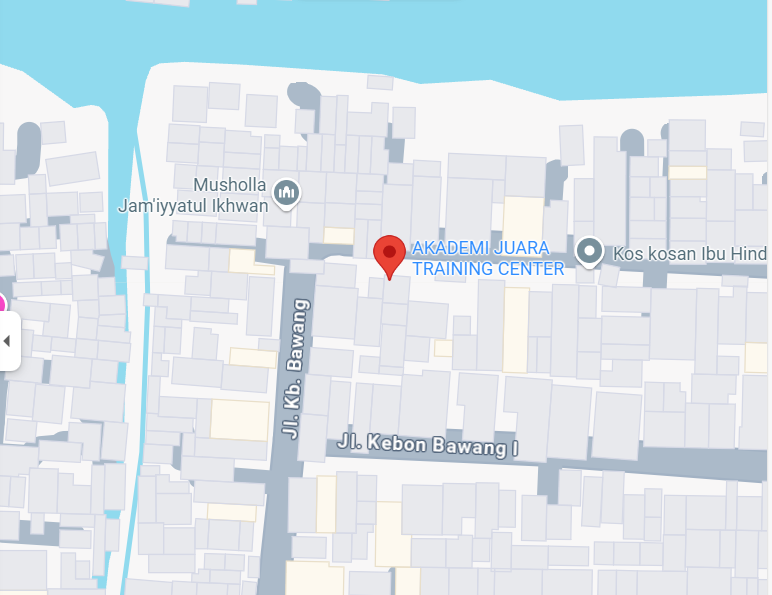 Musholla
Jam'iyyatul Ikhwan
AKADEMI JUARA
TRAINING CENTER
Kos kosan Ibu Hind
Jl. Kb. Bawang
Jl. Kebon Bawang I